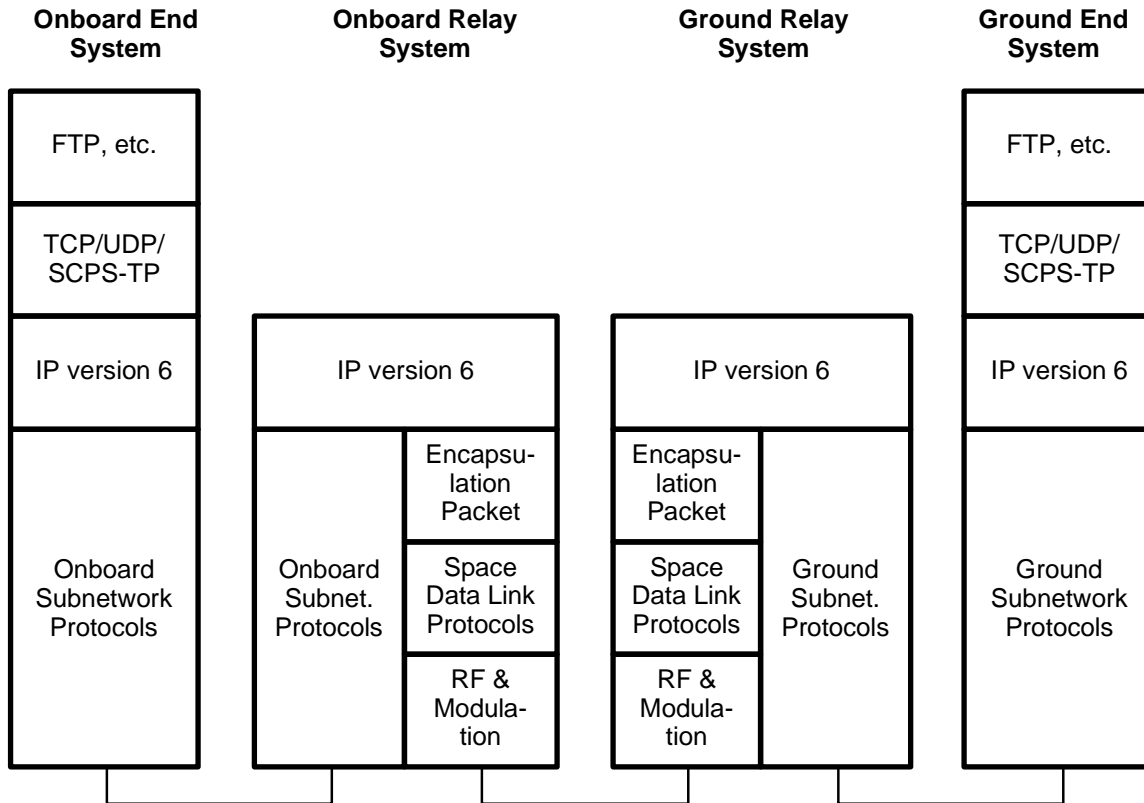 Onboard End
System
Onboard Relay
System
Ground Relay
System
Ground End
System
FTP, etc.
FTP, etc.
TCP/UDP/
SCPS-TP
TCP/UDP/
SCPS-TP
IP version 6
IP version 6
IP version 6
IP version 6
Onboard
Subnetwork
Protocols
Onboard
Subnet.
Protocols
Encapsu-
lation
Packet
Space
Data Link
Protocols
RF &
Modula-
tion
Encapsu-
lation
Packet
Space
Data Link
Protocols
RF &
Modula-
tion
Ground
Subnet.
Protocols
Ground
Subnetwork
Protocols